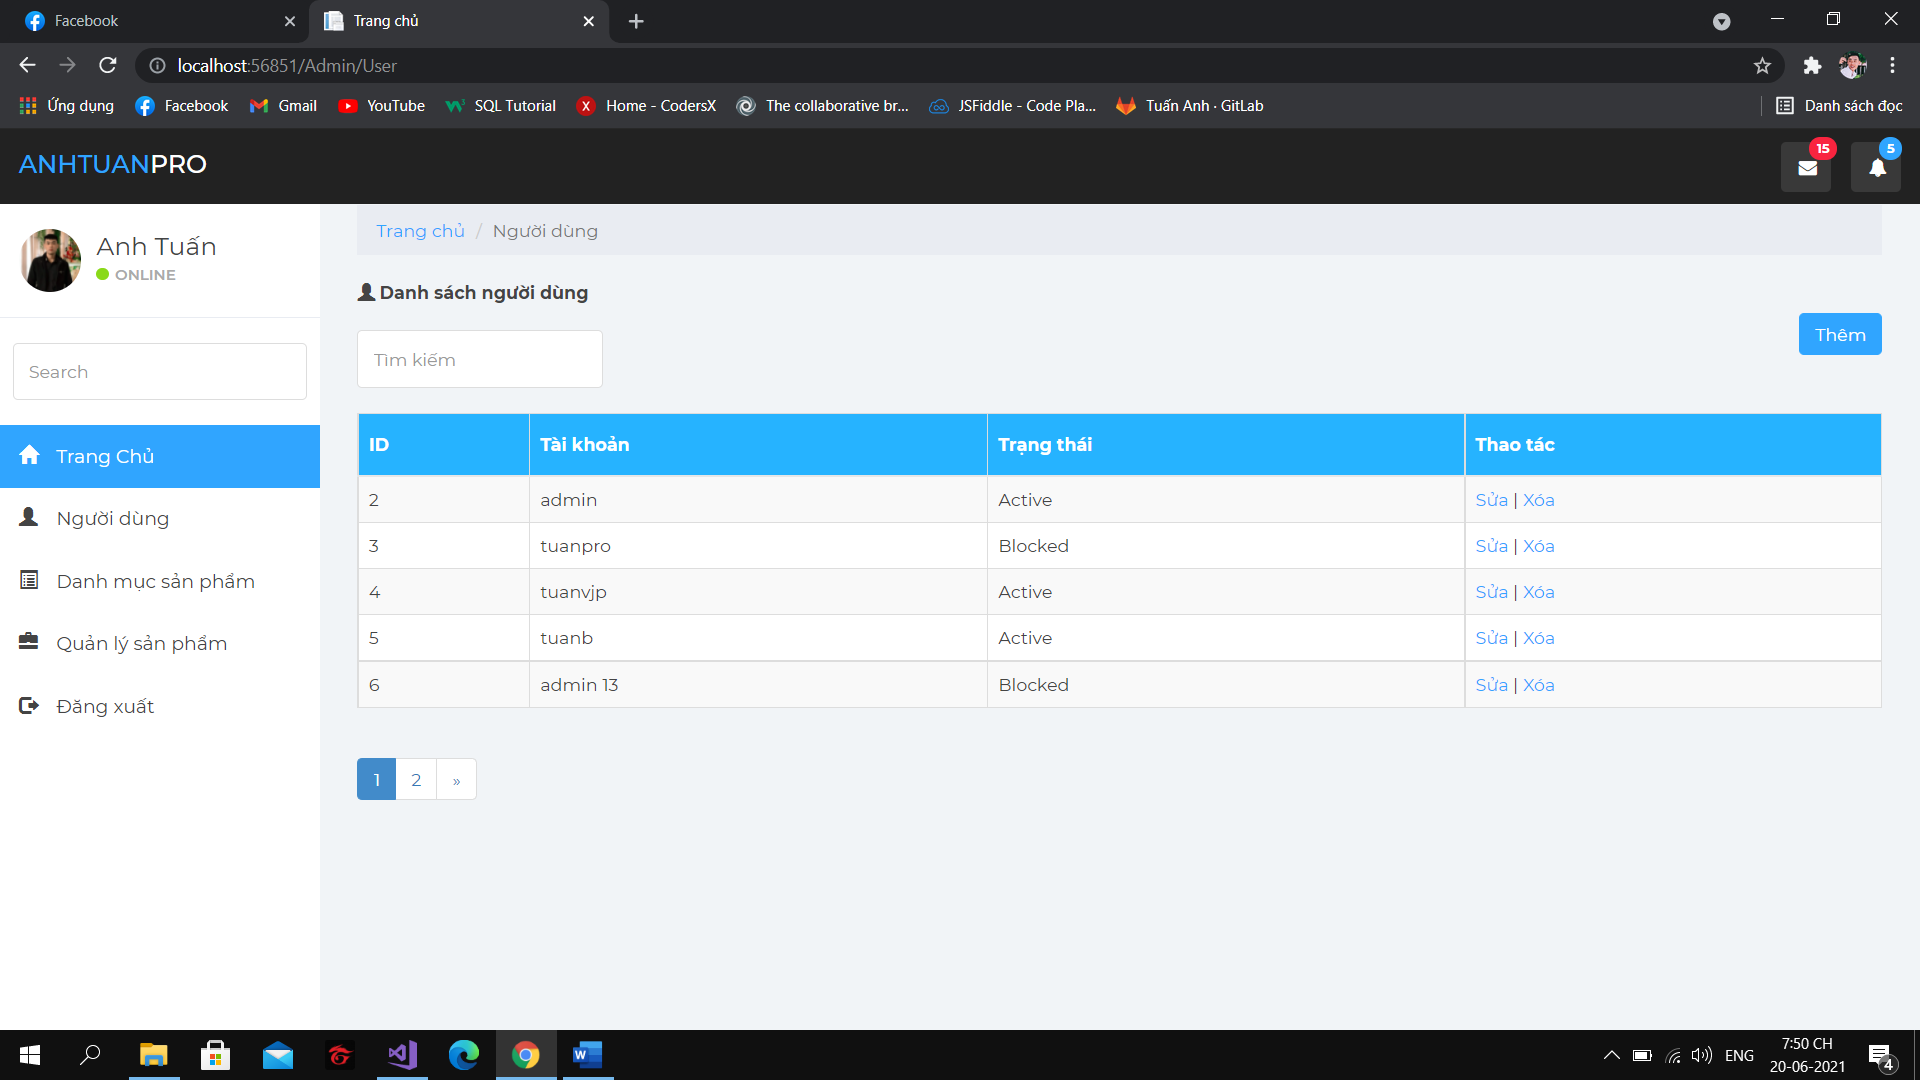 Facebook
Trang chủ
localhost:56851/Admin/User
Ứng dụng
Facebook
Gmail
YouTube
SQL Tutorial
Home - CodersX
The collaborative br...
JSFiddle - Code Pla...
Tuấn Anh · GitLab
Danh sách đọc
ANHTUANPRO
15
5
Anh Tuấn
ONLINE
Search
Trang Chủ
Người dùng
Danh mục sản phẩm
Quản lý sản phẩm
Đăng xuất
Trang chủ / Người dùng
Danh sách người dùng
Tìm kiếm
Thêm
ID Tài khoản Trạng thái Thao tác
2 admin Active Sửa | Xóa
3 tuanpro Blocked Sửa | Xóa
4 tuanvjp Active Sửa | Xóa
5 tuanb Active Sửa | Xóa
6 admin 13 Blocked Sửa | Xóa
1 2 »
ENG
7:50 CH
20-06-2021
4